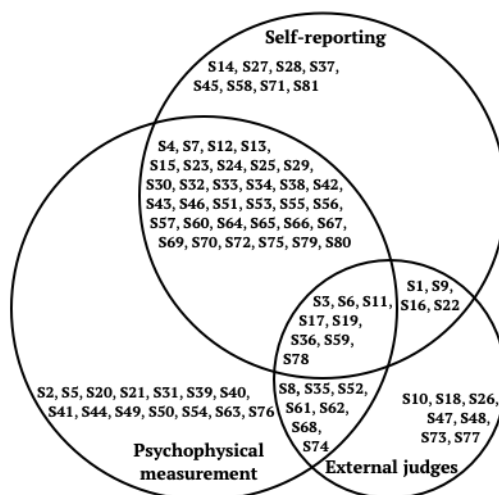 Self-reporting
S14, S27, S28, S37,
S45, S58, S71, S81
S4, S7, S12, S13,
S15, S23, S24, S25, S29,
S30, S32, S33, S34, S38, S42,
S43, S46, S51, S53, S55, S56,
S57, S60, S64, S65, S66, S67,
S69, S70, S72, S75, S79, S80
S1, S9,
S16, S22
S3, S6, S11,
S17, S19,
S36, S59,
S78
S2, S5, S20, S21, S31, S39, S40,
S41, S44, S49, S50, S54, S63, S76
S8, S35, S52,
S61, S62,
S68,
S74
S10, S18, S26,
S47, S48,
S73, S77
Psychophysical
measurement
External judges